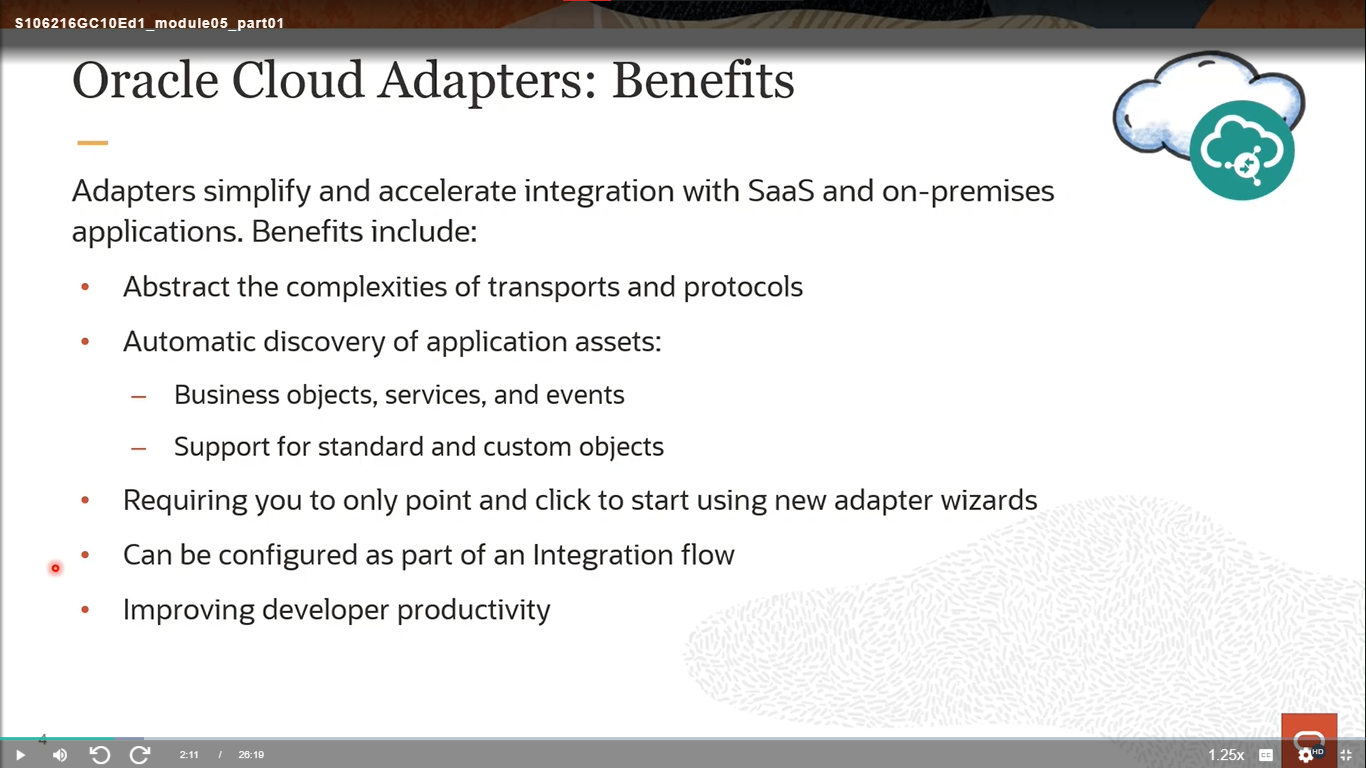 S106216GC10Ed1_module05_part01
Oracle Cloud Adapters: Benefits
Adapters simplify and accelerate integration with SaaS and on-premises
applications. Benefits include:
• Abstract the complexities of transports and protocols
• Automatic discovery of application assets:
– Business objects, services, and events
– Support for standard and custom objects
• Requiring you to only point and click to start using new adapter wizards
• Can be configured as part of an Integration flow
• Improving developer productivity
4
2:11 / 26:19
1.25x
CC
HD